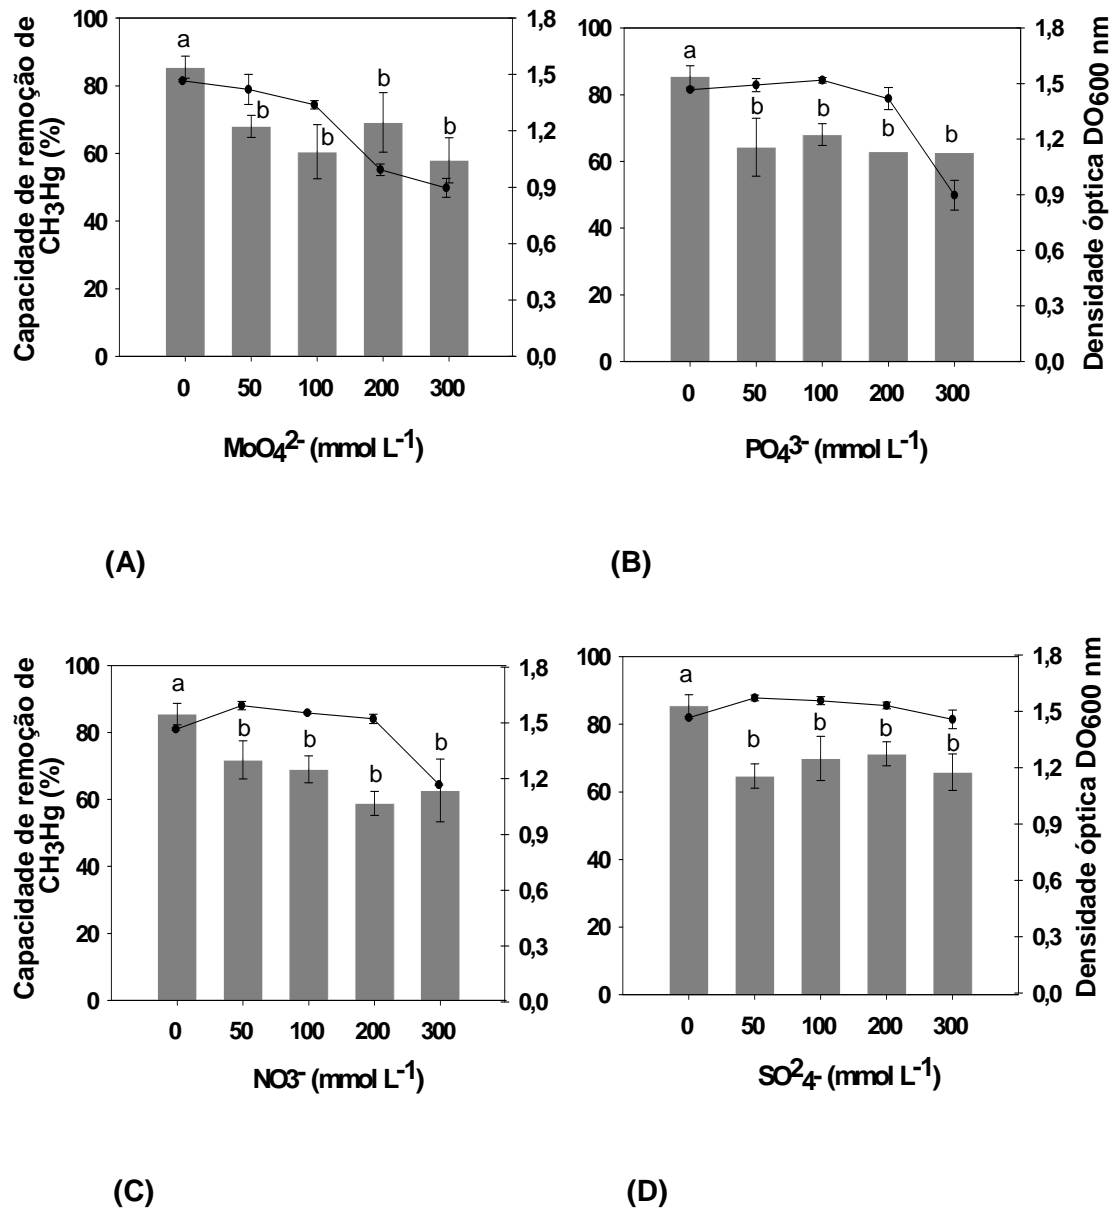 Capacidade de remoção de
CH3Hg (%)
100
80
60
40
20
0
a
b
b
b
b
1,8
1,5
1,2
0,9
0,6
0,3
0,0
0 50 100 200 300
MoO42- (mmol L-1)
(A)
100
80
60
40
20
0
a
b
b
b
b
1,8
1,5
1,2
0,9
0,6
0,3
0,0
Densidade óptica DO600 nm
0 50 100 200 300
PO43- (mmol L-1)
(B)
Capacidade de remoção de
CH3Hg (%)
100
80
60
40
20
0
a
b
b
b
b
1,8
1,5
1,2
0,9
0,6
0,3
0,0
0 50 100 200 300
NO3- (mmol L-1)
(C)
100
80
60
40
20
0
a
b
b
b
b
1,8
1,5
1,2
0,9
0,6
0,3
0,0
Densidade óptica DO600 nm
0 50 100 200 300
SO24- (mmol L-1)
(D)